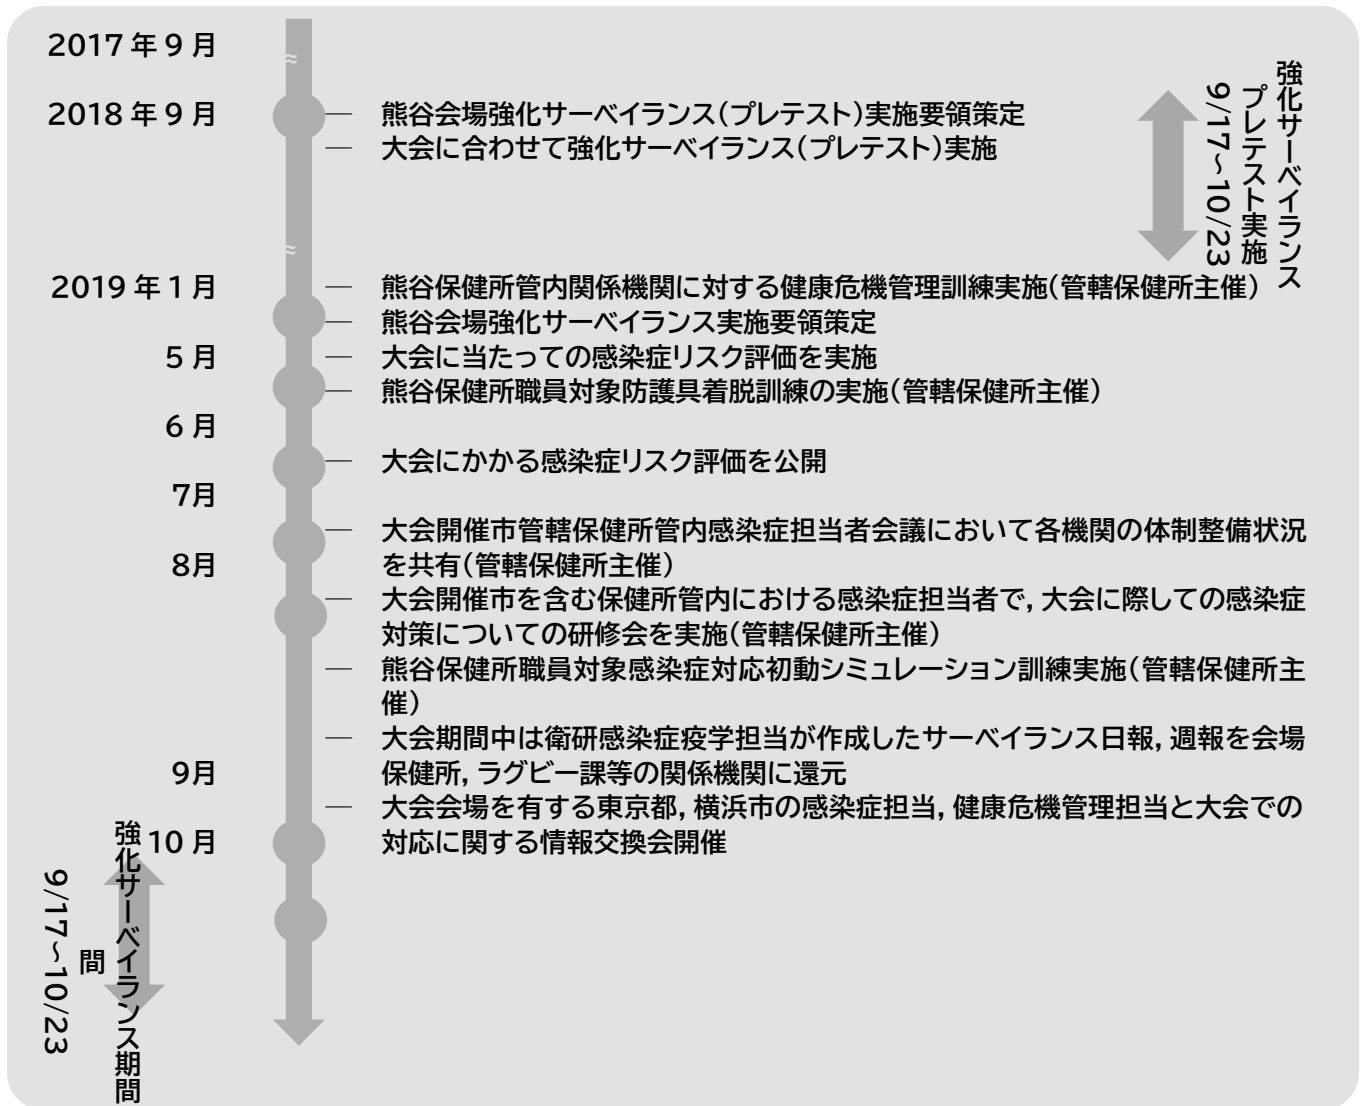 2017年9月
2018年9月
― 熊谷会場強化サーベイランス(プレテスト)実施要領策定
― 大会に合わせて強化サーベイランス(プレテスト)実施
強化サーベイランス
プレテスト実施
9/17~10/23
2019年1月
― 熊谷保健所管内関係機関に対する健康危機管理訓練実施(管轄保健所主催)
― 熊谷会場強化サーベイランス実施要領策定
5月
― 大会に当たっての感染症リスク評価を実施
― 熊谷保健所職員対象防護具着脱訓練の実施(管轄保健所主催)
6月
― 大会にかかる感染症リスク評価を公開
7月
― 大会開催市管轄保健所管内感染症担当者会議において各機関の体制整備状況
8月
を共有(管轄保健所主催)
― 大会開催市を含む保健所管内における感染症担当者で, 大会に際しての感染症
対策についての研修会を実施(管轄保健所主催)
― 熊谷保健所職員対象感染症対応初動シミュレーション訓練実施(管轄保健所主
催)
― 大会期間中は衛研感染症疫学担当が作成したサーベイランス日報, 週報を会場
9月
保健所, ラグビー課等の関係機関に還元
― 大会会場を有する東京都, 横浜市の感染症担当, 健康危機管理担当と大会での
10月
対応に関する情報交換会開催
強化サーベイランス期間
間
9/17~10/23